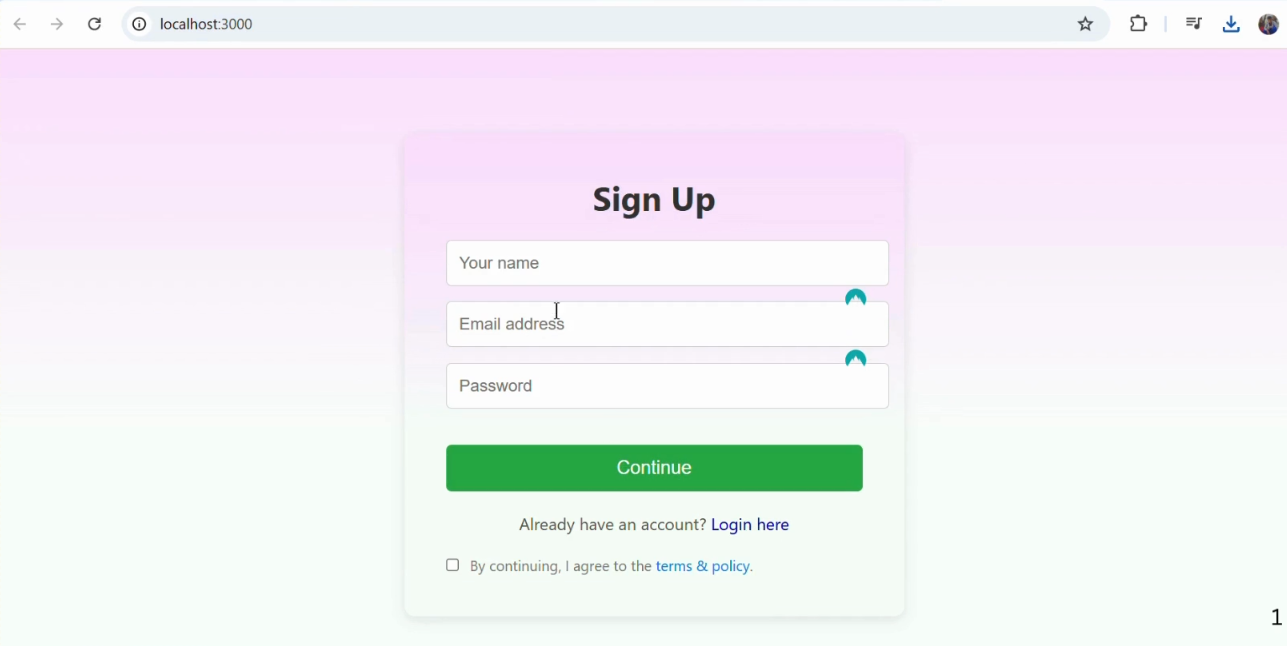 localhost:3000
Sign Up
Your name
Email address
Password
Continue
Already have an account? Login here
By continuing, I agree to the terms & policy.
1